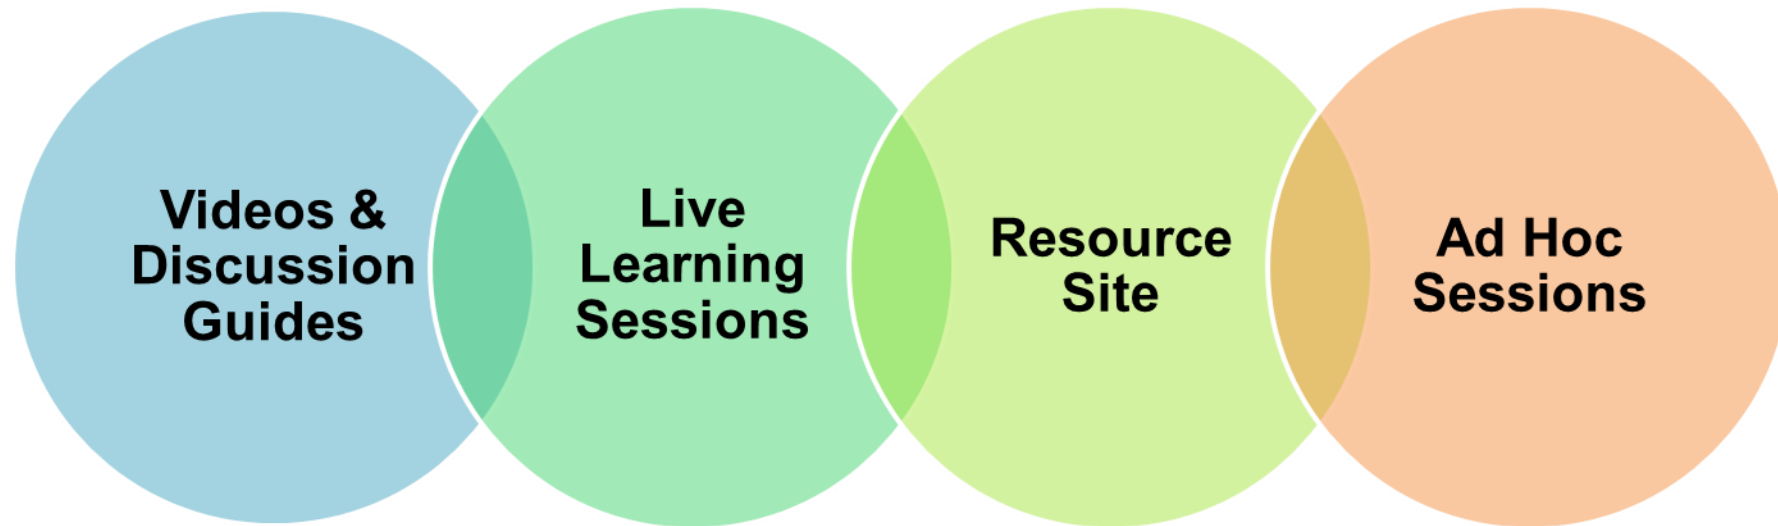 Videos &
Discussion
Guides
Live
Learning
Sessions
Resource
Site
Ad Hoc
Sessions